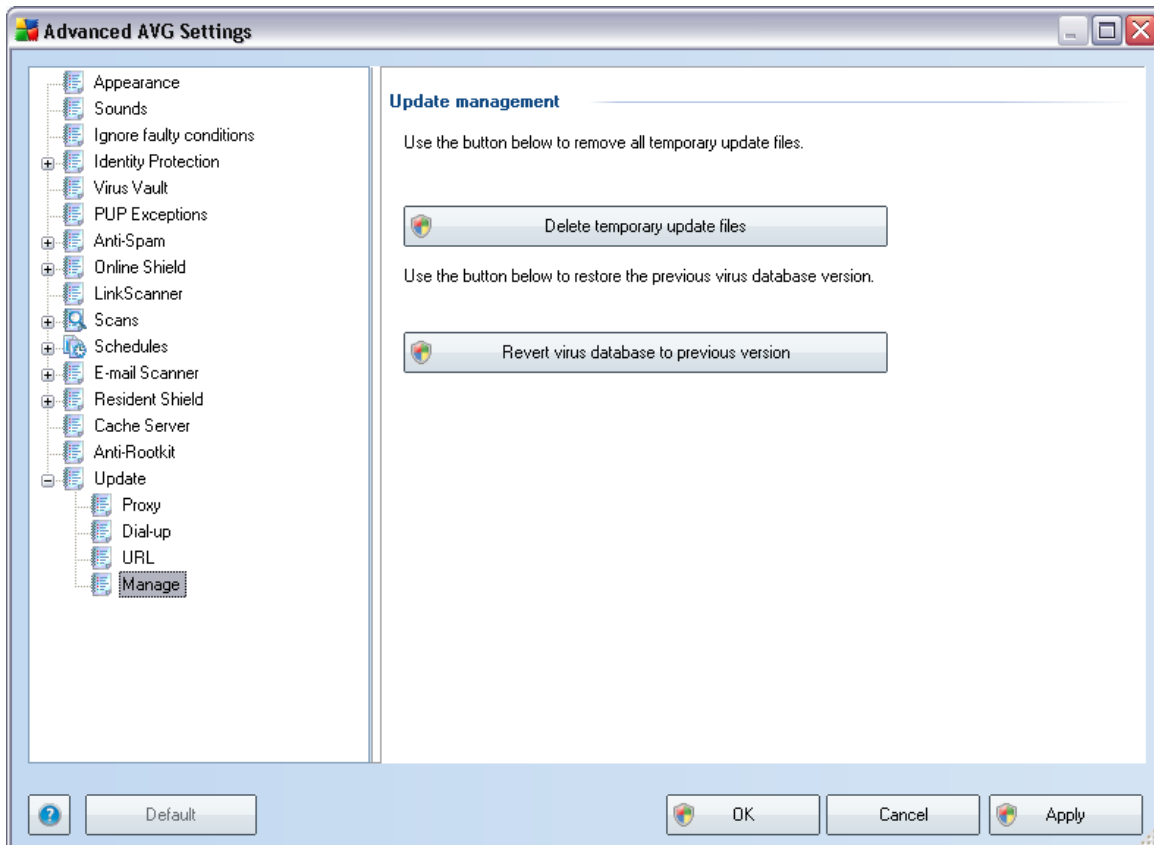 Advanced AVG Settings
Appearance
Sounds
Ignore faulty conditions
Identity Protection
Virus Vault
PUP Exceptions
Anti-Spam
Online Shield
LinkScanner
Scans
Schedules
E-mail Scanner
Resident Shield
Cache Server
Anti-Rootkit
Update
Proxy
Dial-up
URL
Manage
Update management
Use the button below to remove all temporary update files.
Delete temporary update files
Use the button below to restore the previous virus database version.
Revert virus database to previous version
Default
OK
Cancel
Apply